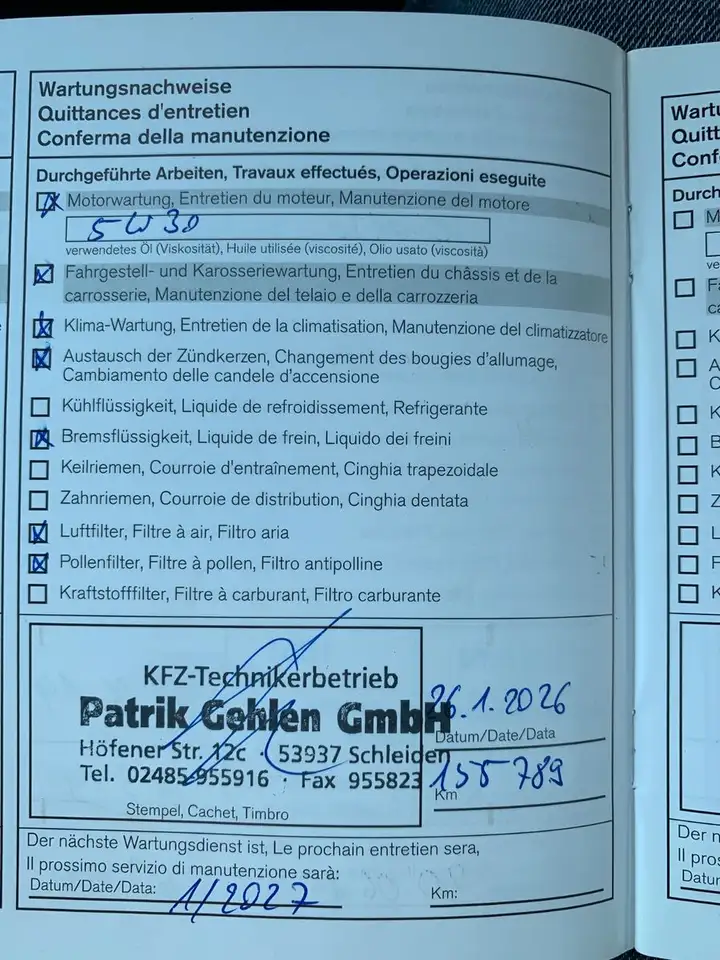 Wartungsnachweise
Quittances d'entretien
Conferma della manutenzione
Durchgeführte Arbeiten, Travaux effectués, Operazioni eseguite
Motorwartung, Entretien du moteur, Manutenzione del motore
5W30
verwendetes Öl (Viskosität), Huile utilisée (viscosité), Olio usato (viscosità)
Fahrgestell- und Karosseriewartung, Entretien du châssis et de la
carrosserie, Manutenzione del telaio e della carrozzeria
Klima-Wartung, Entretien de la climatisation, Manutenzione del climatizzatore
Austausch der Zündkerzen, Changement des bougies d'allumage,
Cambiamento delle candele d'accensione
Kühlflüssigkeit, Liquide de refroidissement, Refrigerante
Bremsflüssigkeit, Liquide de frein, Liquido dei freini
Keilriemen, Courroie d'entraînement, Cinghia trapezoidale
Zahnriemen, Courroie de distribution, Cinghia dentata
Luftfilter, Filtre à air, Filtro aria
Pollenfilter, Filtre à pollen, Filtro antipolline
Kraftstofffilter, Filtre à carburant, Filtro carburante
KFZ-Technikerbetrieb
Patrik Gehlen GmbH
Höfener Str. 12c · 53937 Schleiden
Tel. 02485-955916 · Fax 955823
Stempel, Cachet, Timbro
26.1.2026
Datum/Date/Data
155 789
Km
Der nächste Wartungsdienst ist, Le prochain entretien sera,
Il prossimo servizio di manutenzione sarà:
Datum/Date/Data: 1/2027
Km:
Wartu
Quitt
Conf
Durch
M
ve
F
ca
K
A
C
K
B
K
Z
L
F
K
Der n
Il pros
Datur